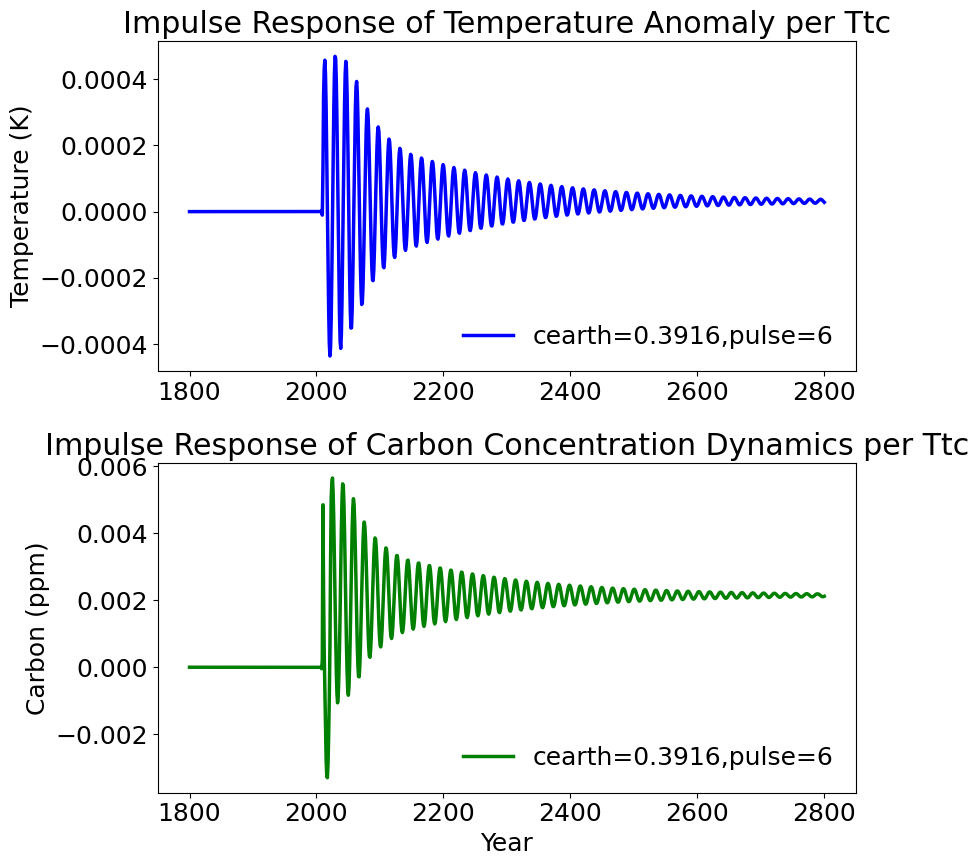 Impulse Response of Temperature Anomaly per Ttc
Temperature (K)
0.0004
0.0002
0.0000
−0.0002
−0.0004
cearth=0.3916,pulse=6
1800 2000 2200 2400 2600 2800
Impulse Response of Carbon Concentration Dynamics per Ttc
Carbon (ppm)
0.006
0.004
0.002
0.000
−0.002
cearth=0.3916,pulse=6
1800 2000 2200 2400 2600 2800
Year